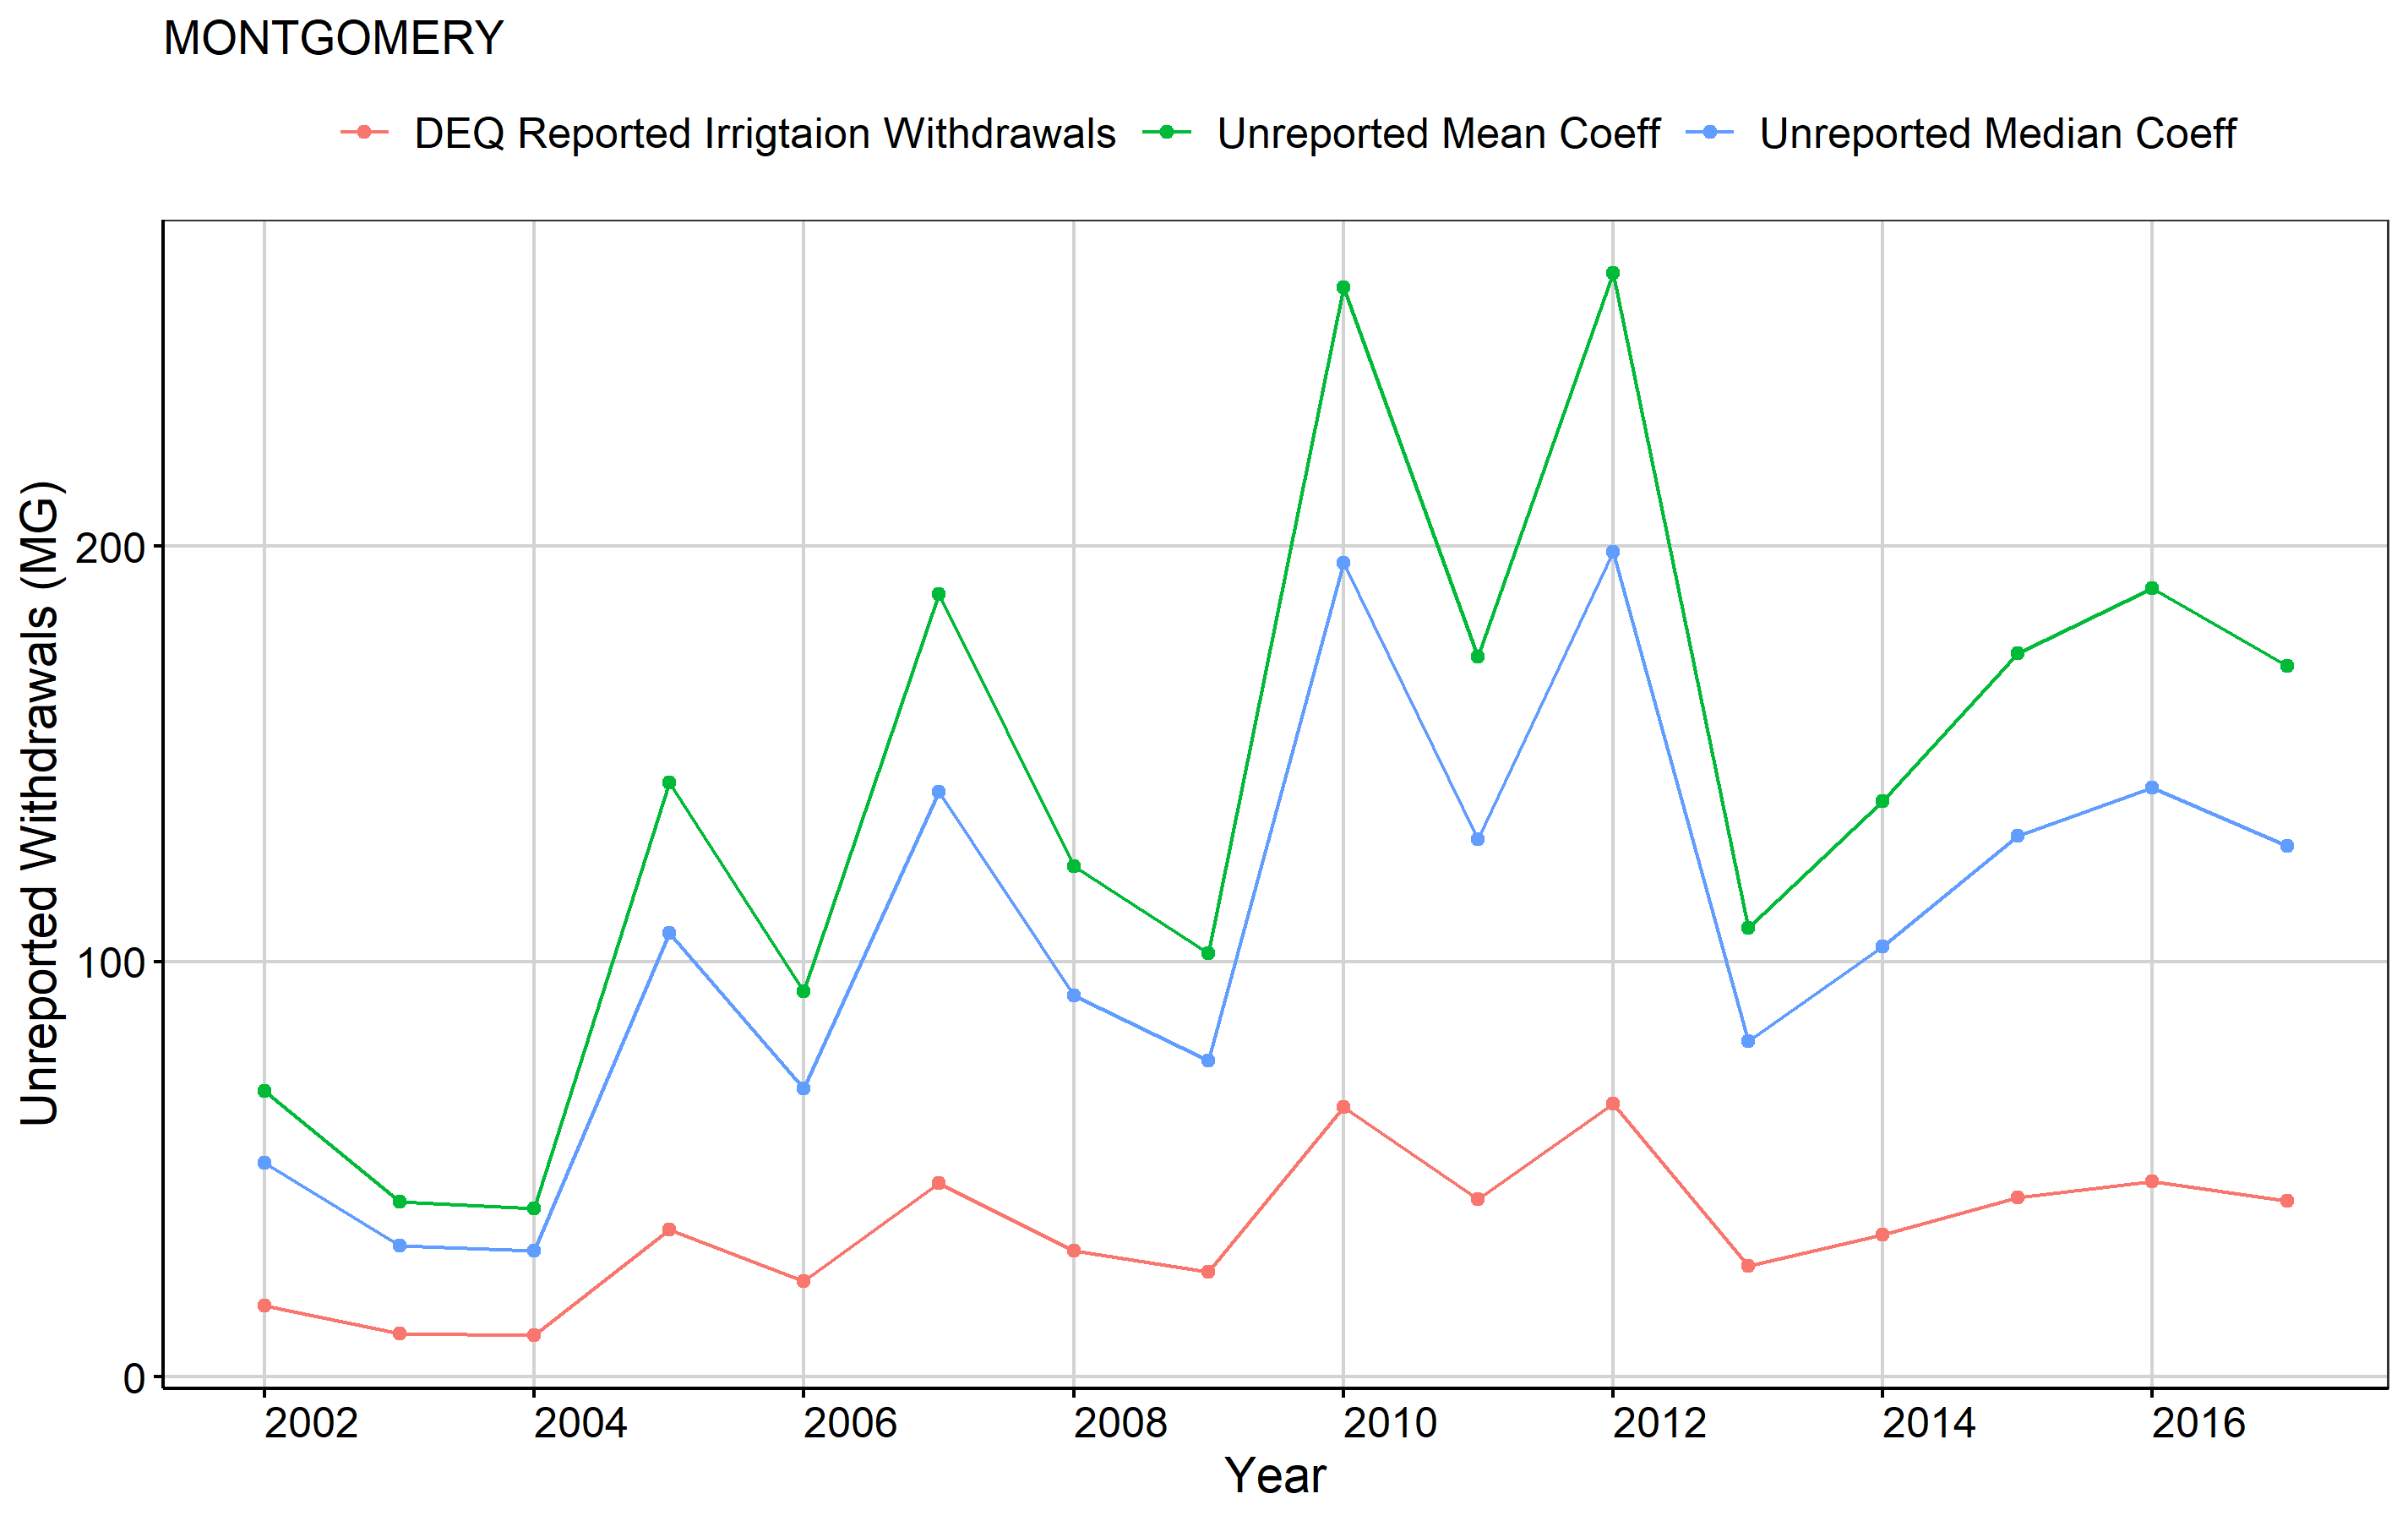 MONTGOMERY
DEQ Reported Irrigtaion Withdrawals Unreported Mean Coeff Unreported Median Coeff
Unreported Withdrawals (MG)
200
100
0
2002 2004 2006 2008 2010 2012 2014 2016
Year